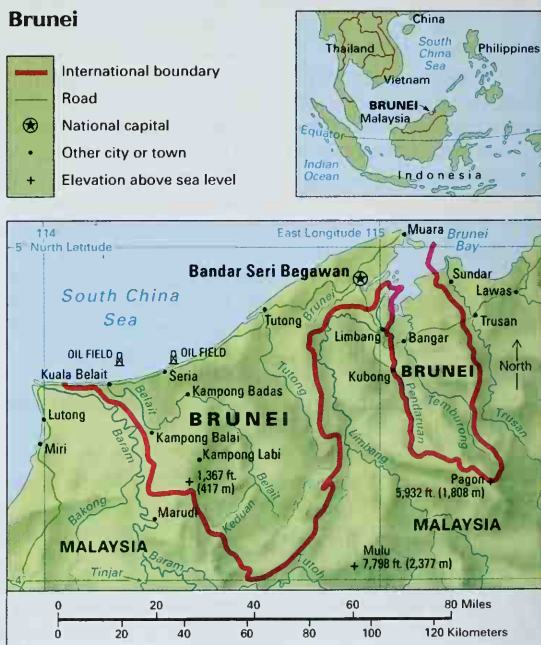 Brunei
International boundary
Road
National capital
Other city or town
Elevation above sea level
China
Thailand
South
China
Sea
Philippines
Vietnam
BRUNEI
Malaysia
Equator
Indian
Ocean
Indonesia
114
East Longitude 115
Muara
Brunei
Bay
5° North Latitude
Bandar Seri Begawan
Sundar
South China
Sea
Lawas
Brunei
Trusan
Tutong
Limbang
Bangar
OIL FIELD
OIL FIELD
North
Kuala Belait
Seria
Kubong
BRUNEI
Kampong Badas
Tutong
Belait
Lutong
BRUNEI
Pendaruan
Temburong
Trusan
Baram
Kampong Balai
Limbang
Miri
Kampong Labi
1,367 ft.
(417 m)
Belait
Pagon
5,932 ft. (1,808 m)
Bakong
Marudi
Keduan
MALAYSIA
MALAYSIA
Mulu
7,798 ft. (2,377 m)
Baram
Tutoh
Tinjar
4°
0 20 40 60 80 Miles
0 20 40 60 80 100 120 Kilometers